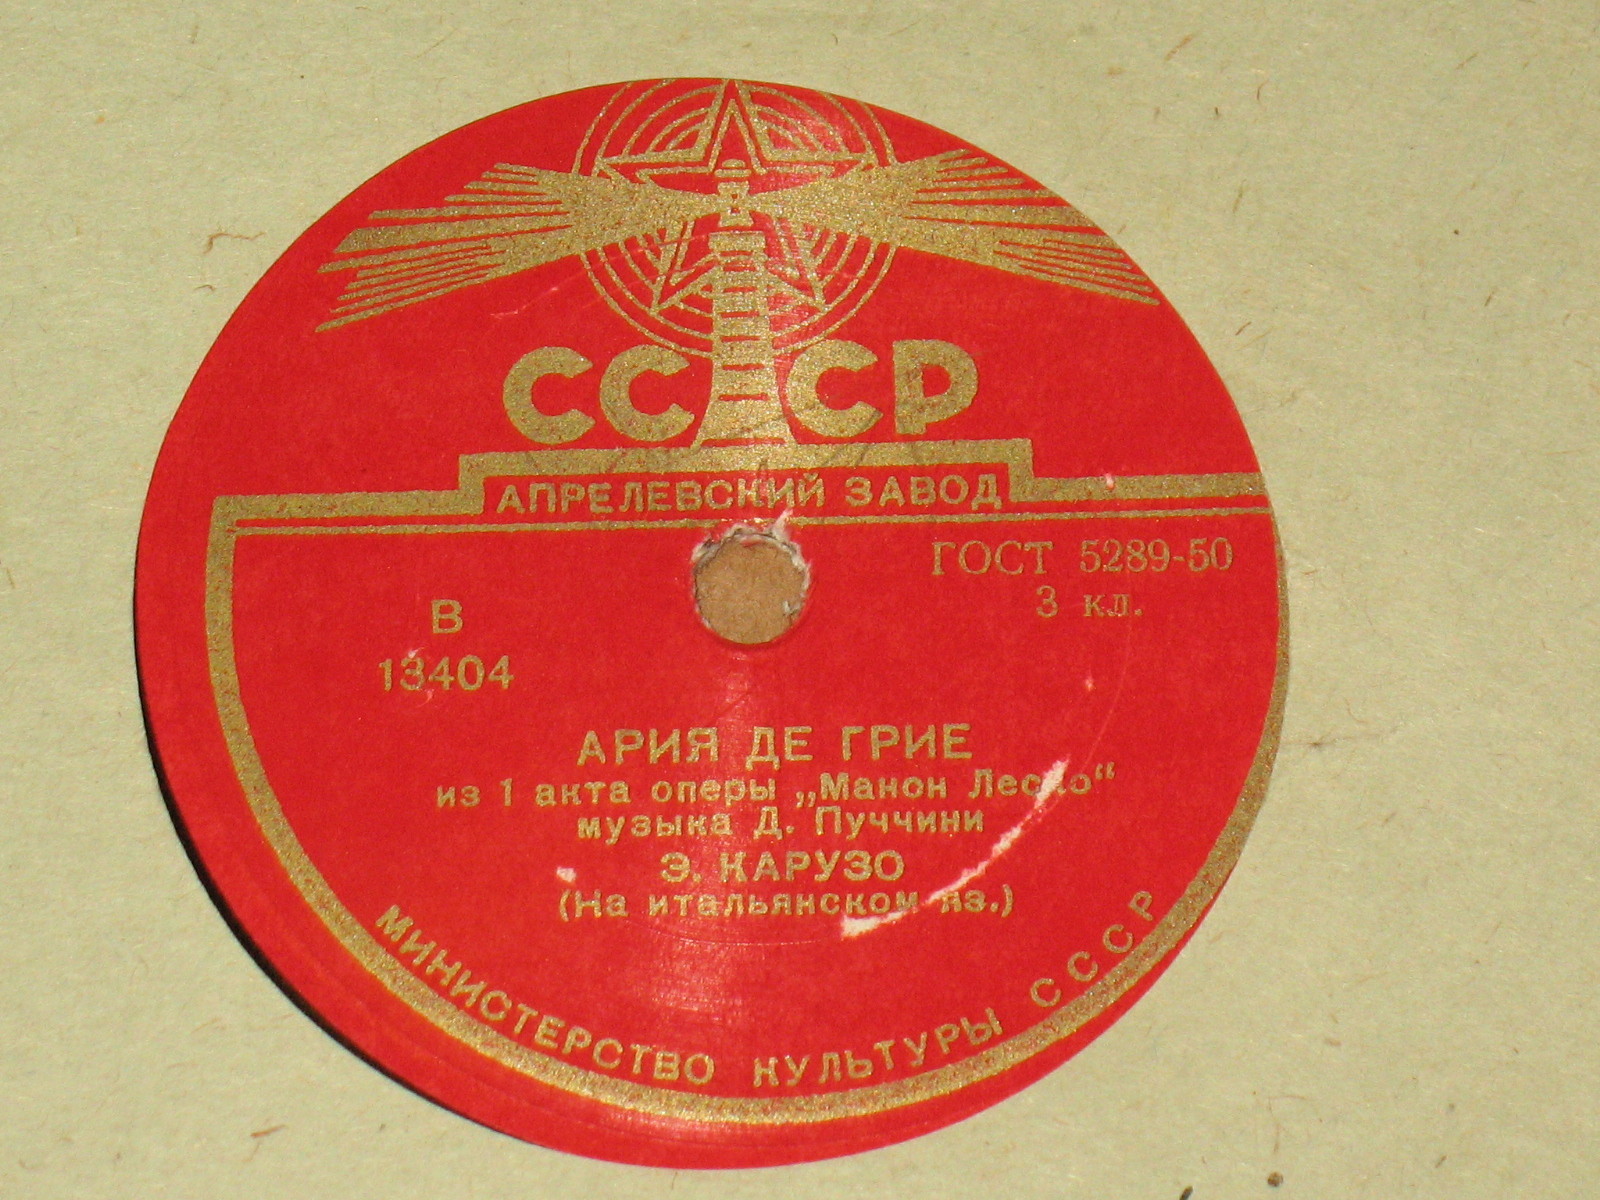 СССР
АПРЕЛЕВСКИЙ ЗАВОД
ГОСТ 5289-50
3 кл.
В
13404
АРИЯ ДЕ ГРИЕ
из 1 акта оперы „Манон Леско“
музыка Д. Пуччини
Э. КАРУЗО
(На итальянском яз.)
МИНИСТЕРСТВО КУЛЬТУРЫ СССР